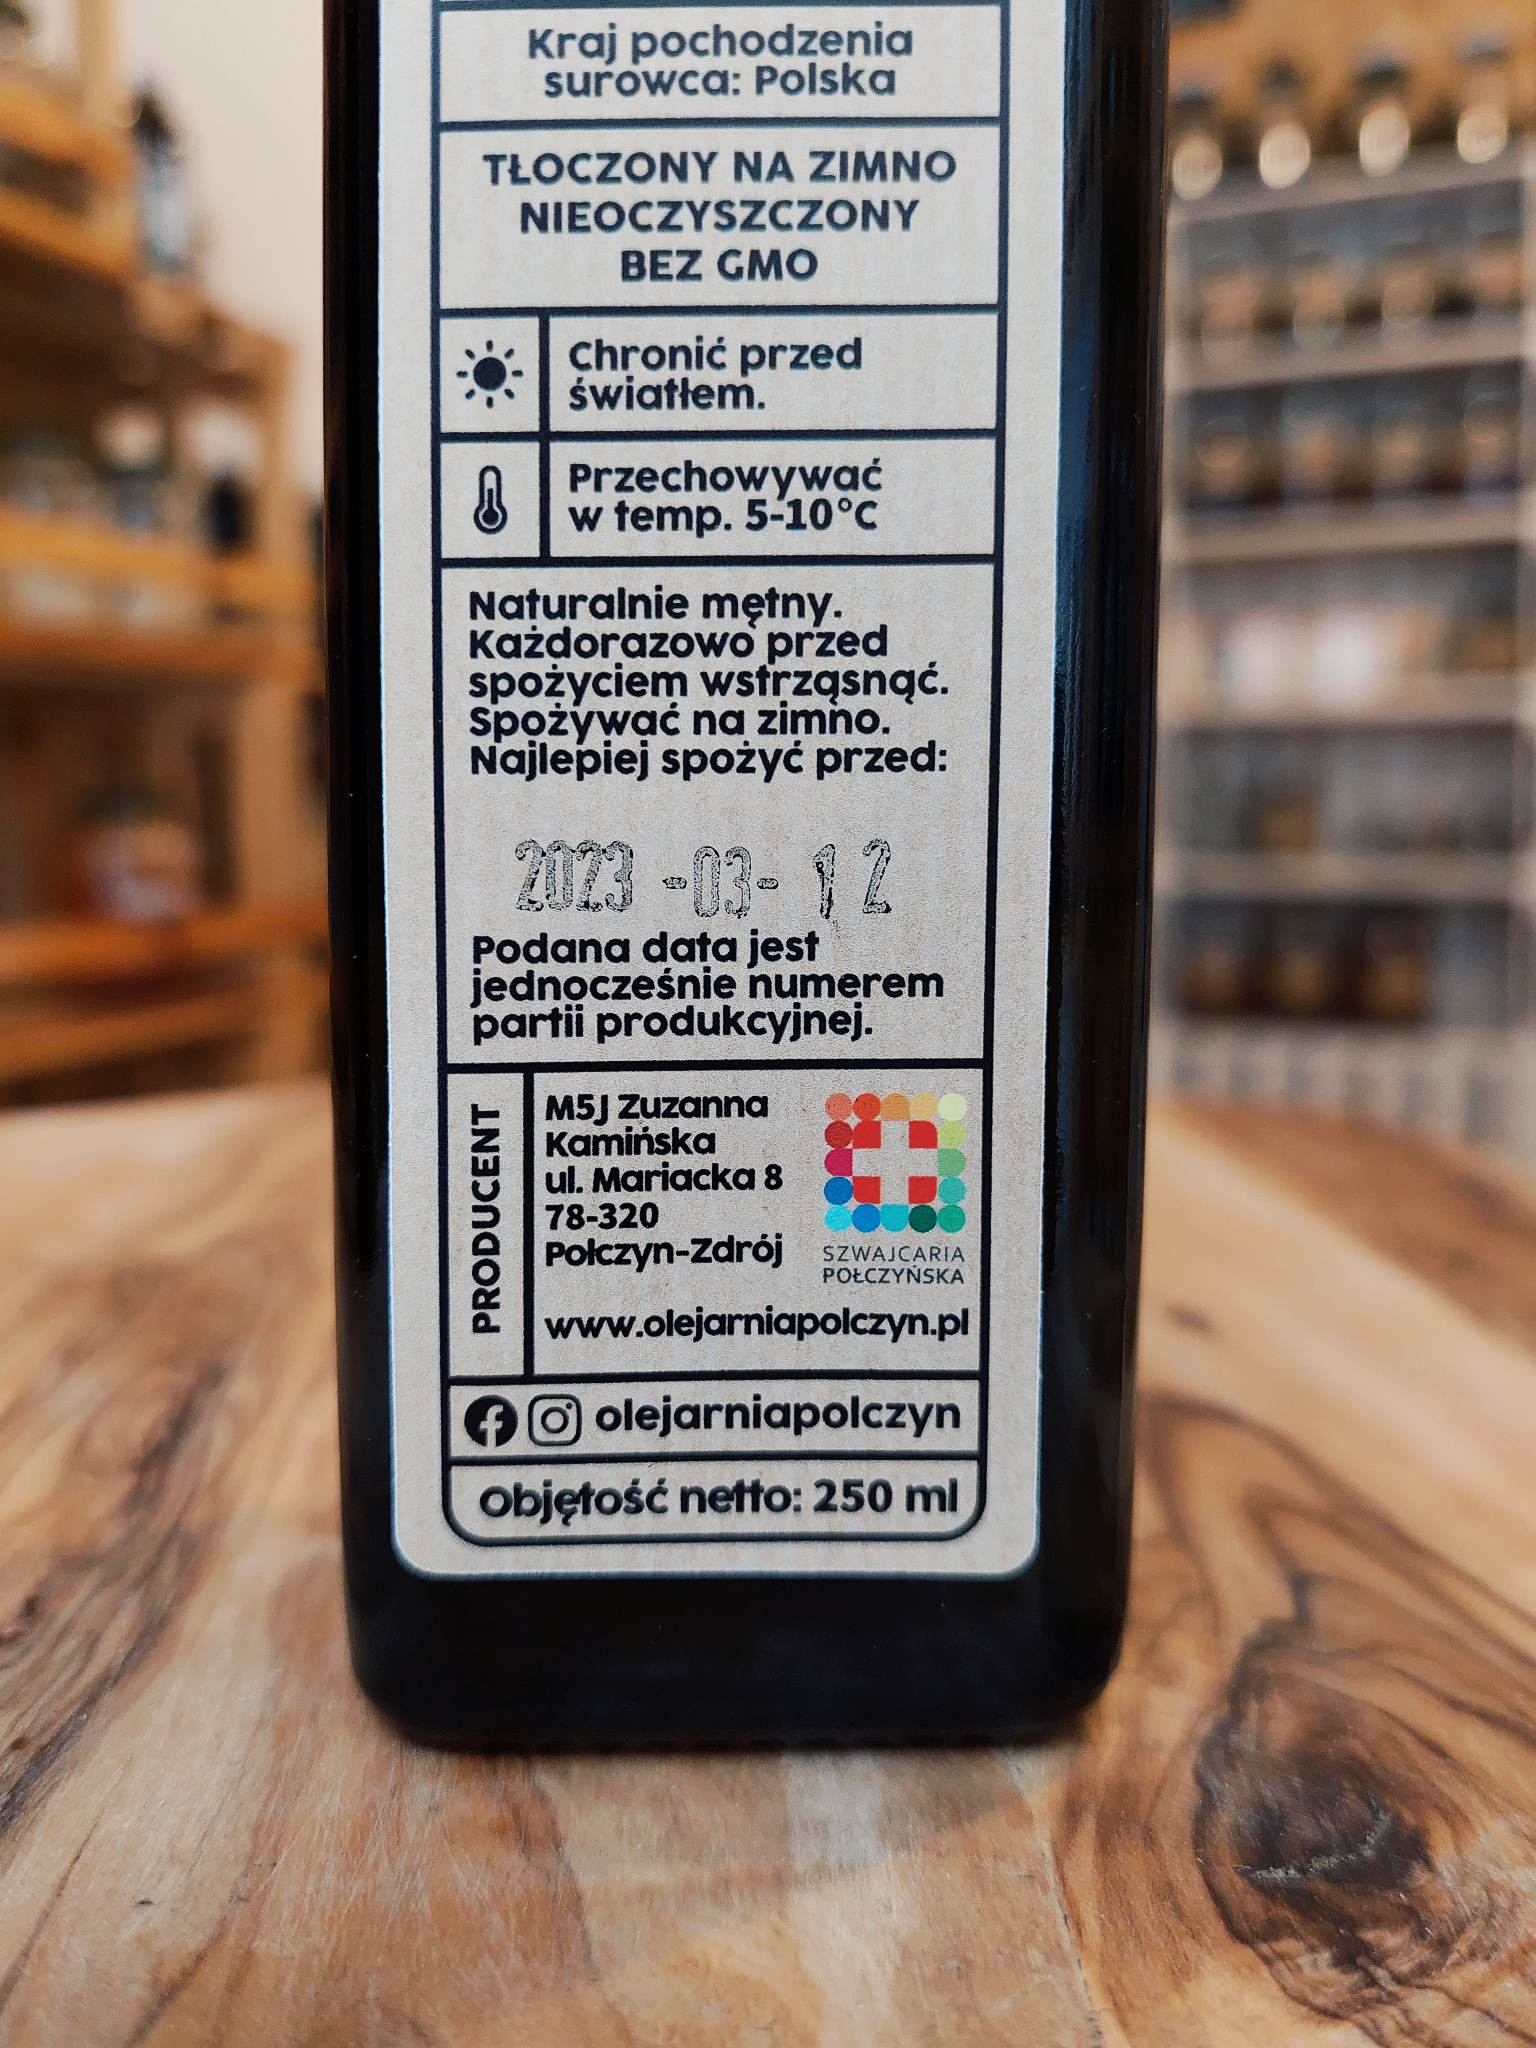 Kraj pochodzenia
surowca: Polska
TŁOCZONY NA ZIMNO
NIEOCZYSZCZONY
BEZ GMO
Chronić przed
światłem.
Przechowywać
w temp. 5-10°C
Naturalnie mętny.
Każdorazowo przed
spożyciem wstrząsnąć.
Spożywać na zimno.
Najlepiej spożyć przed:
2023 -03- 12
Podana data jest
jednocześnie numerem
partii produkcyjnej.
PRODUCENT
M5J Zuzanna
Kamińska
ul. Mariacka 8
78-320
Połczyn-Zdrój
SZWAJCARIA
POŁCZYŃSKA
www.olejarniapolczyn.pl
olejarniapolczyn
Objętość netto: 250 ml